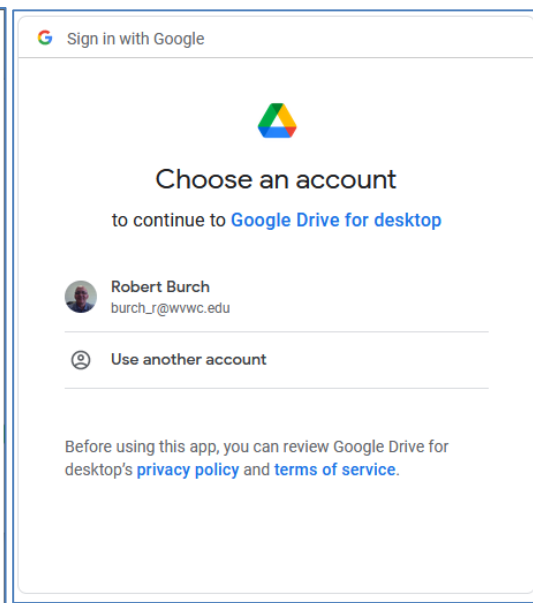 Sign in with Google
Choose an account
to continue to Google Drive for desktop
Robert Burch
burch_r@wvwc.edu
Use another account
Before using this app, you can review Google Drive for
desktop's privacy policy and terms of service.